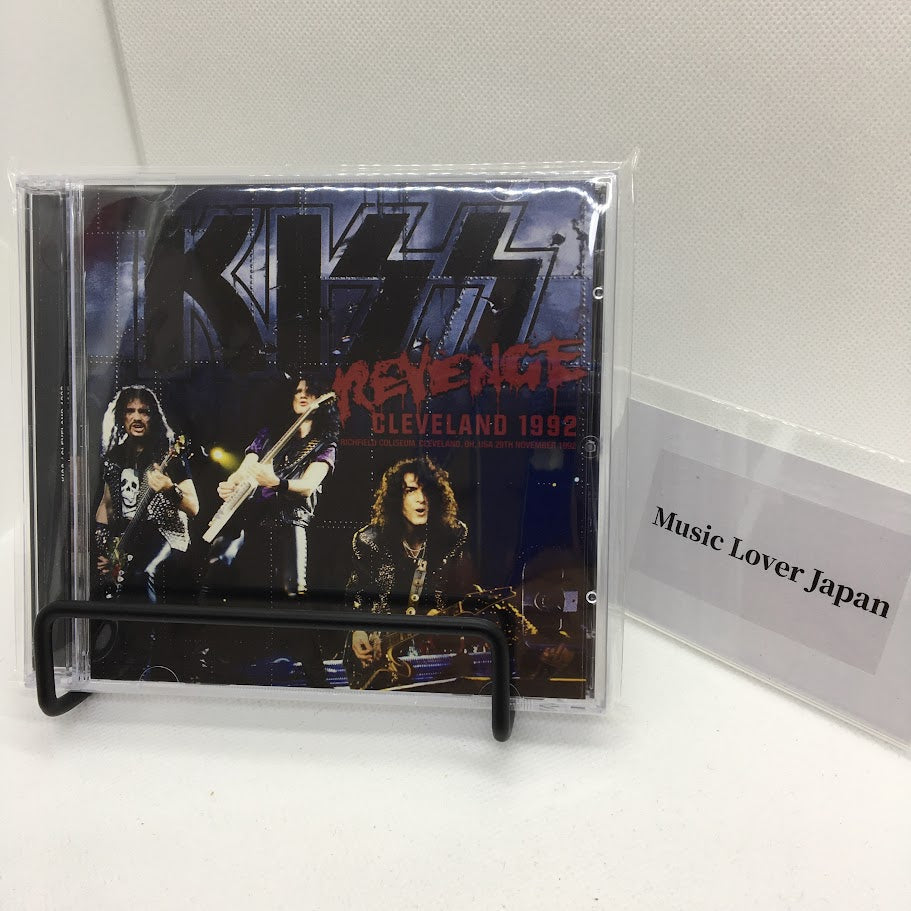 KISS
REVENGE
CLEVELAND 1992
RICHFIELD COLISEUM, CLEVELAND, OH, USA 29TH NOVEMBER 1992
Music Lover Japan